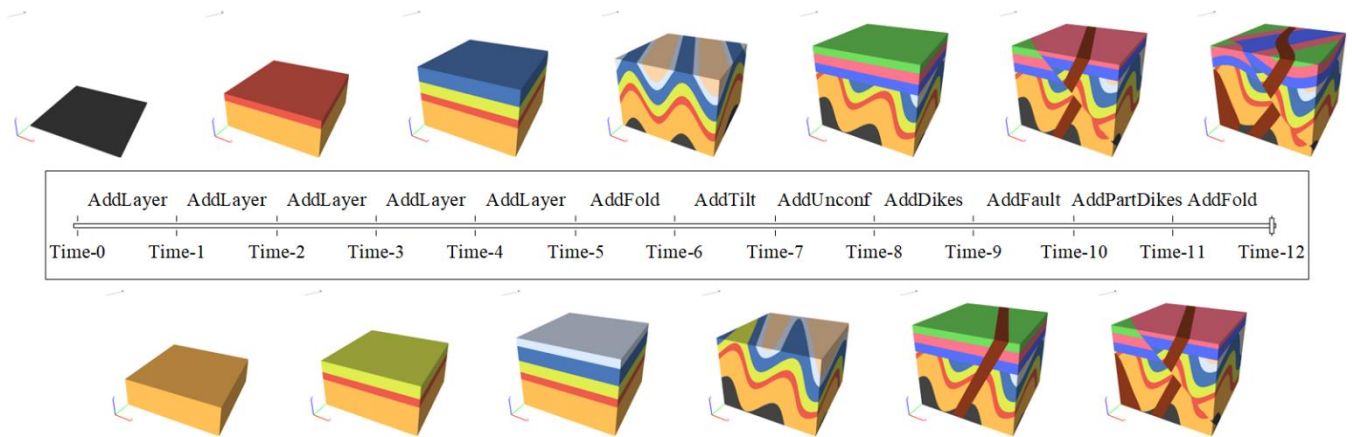 AddLayer AddLayer AddLayer AddLayer AddLayer AddFold AddTilt AddUnconf AddDikes AddFault AddPartDikes AddFold
Time-0 Time-1 Time-2 Time-3 Time-4 Time-5 Time-6 Time-7 Time-8 Time-9 Time-10 Time-11 Time-12